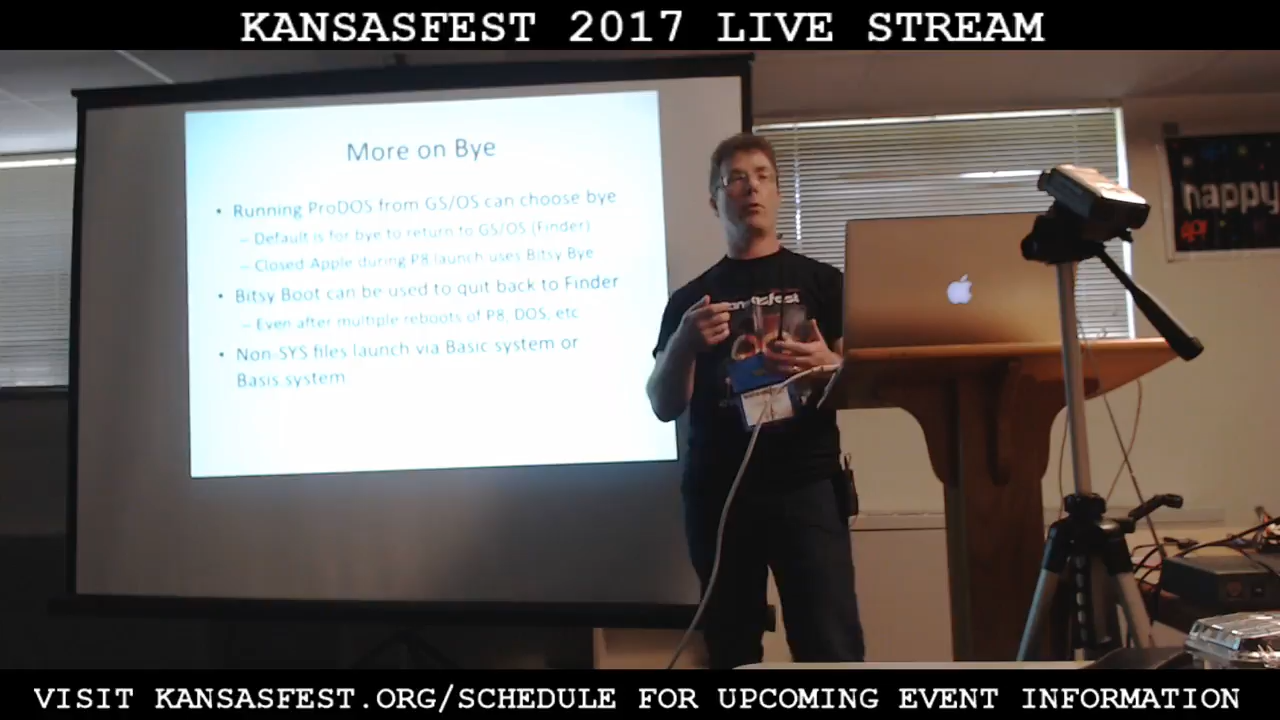 KANSASFEST 2017 LIVE STREAM
More on Bye
• Running ProDOS from GS/OS can choose bye
– Default is for bye to return to GS/OS (Finder)
– Closed Apple during P8 launch uses Bitsy Bye
• Bitsy Boot can be used to quit back to Finder
– Even after multiple reboots of P8, DOS, etc
• Non-SYS files launch via Basic system or
Basis.system
happy
Kansasfest
VISIT KANSASFEST.ORG/SCHEDULE FOR UPCOMING EVENT INFORMATION